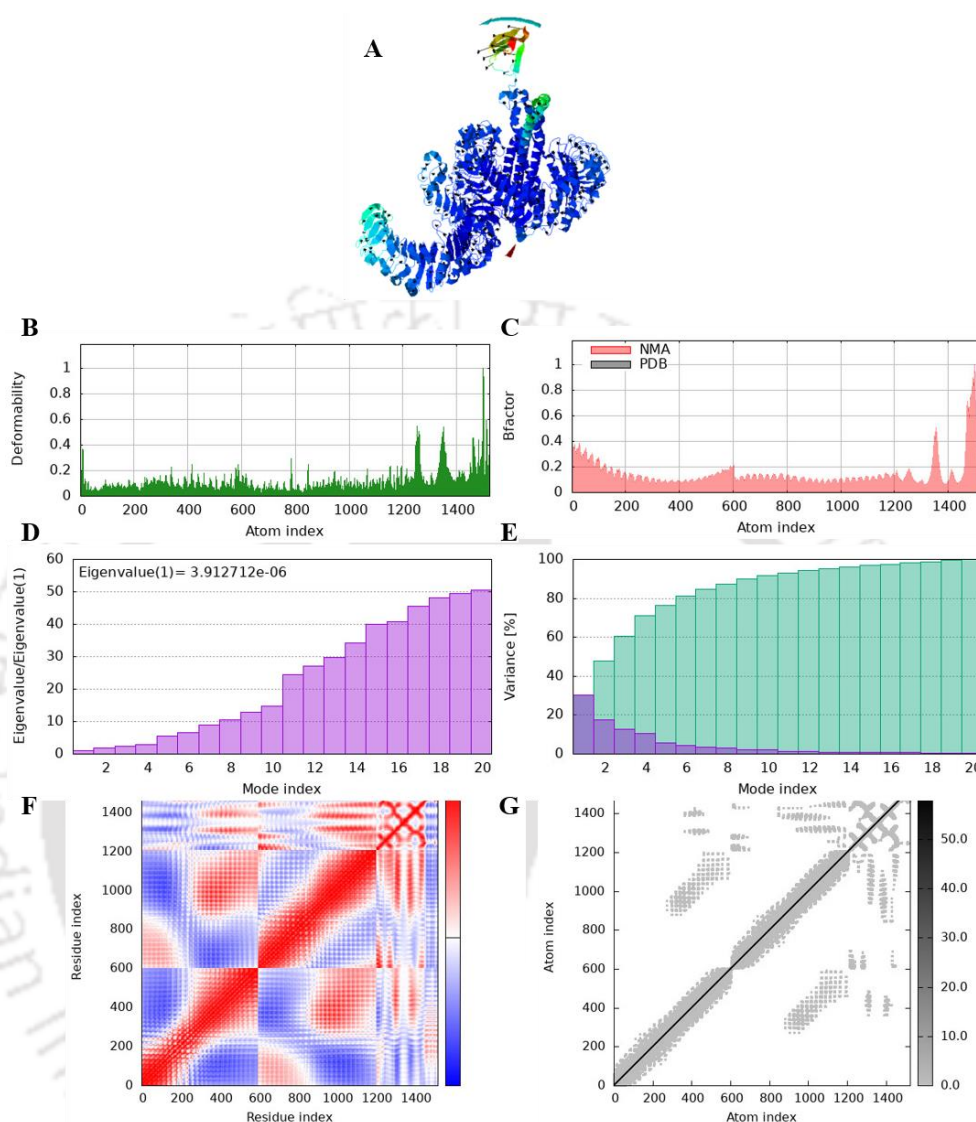 A
B
C
1
0.8
0.6
0.4
0.2
0
Deformability
0 200 400 600 800 1000 1200 1400
Atom index
NMA
PDB
1
0.8
0.6
0.4
0.2
0
Bfactor
0 200 400 600 800 1000 1200 1400
Atom index
D
E
Eigenvalue(1)= 3.912712e-06
60
50
40
30
20
10
0
Eigenvalue/Eigenvalue(1)
2 4 6 8 10 12 14 16 18 20
Mode index
100
80
60
40
20
0
Variance [%]
2 4 6 8 10 12 14 16 18 20
Mode index
F
G
1400
1200
1000
800
600
400
200
0
Residue index
0 200 400 600 800 1000 1200 1400
Residue index
1400
1200
1000
800
600
400
200
0
Atom index
0 200 400 600 800 1000 1200 1400
Atom index
50.0
40.0
30.0
20.0
10.0
0.0